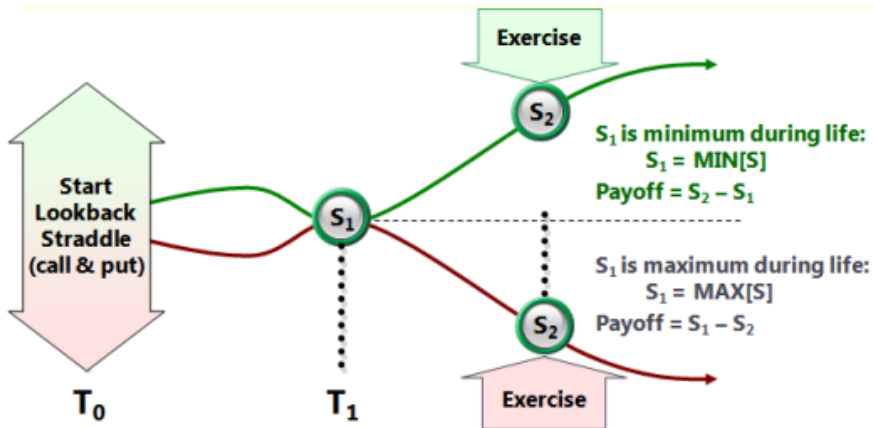 Exercise
S₂
S₁ is minimum during life:
S₁ = MIN[S]
Payoff = S₂ – S₁
Start
Lookback
Straddle
(call & put)
S₁
S₁ is maximum during life:
S₁ = MAX[S]
Payoff = S₁ – S₂
S₂
Exercise
T₀
T₁